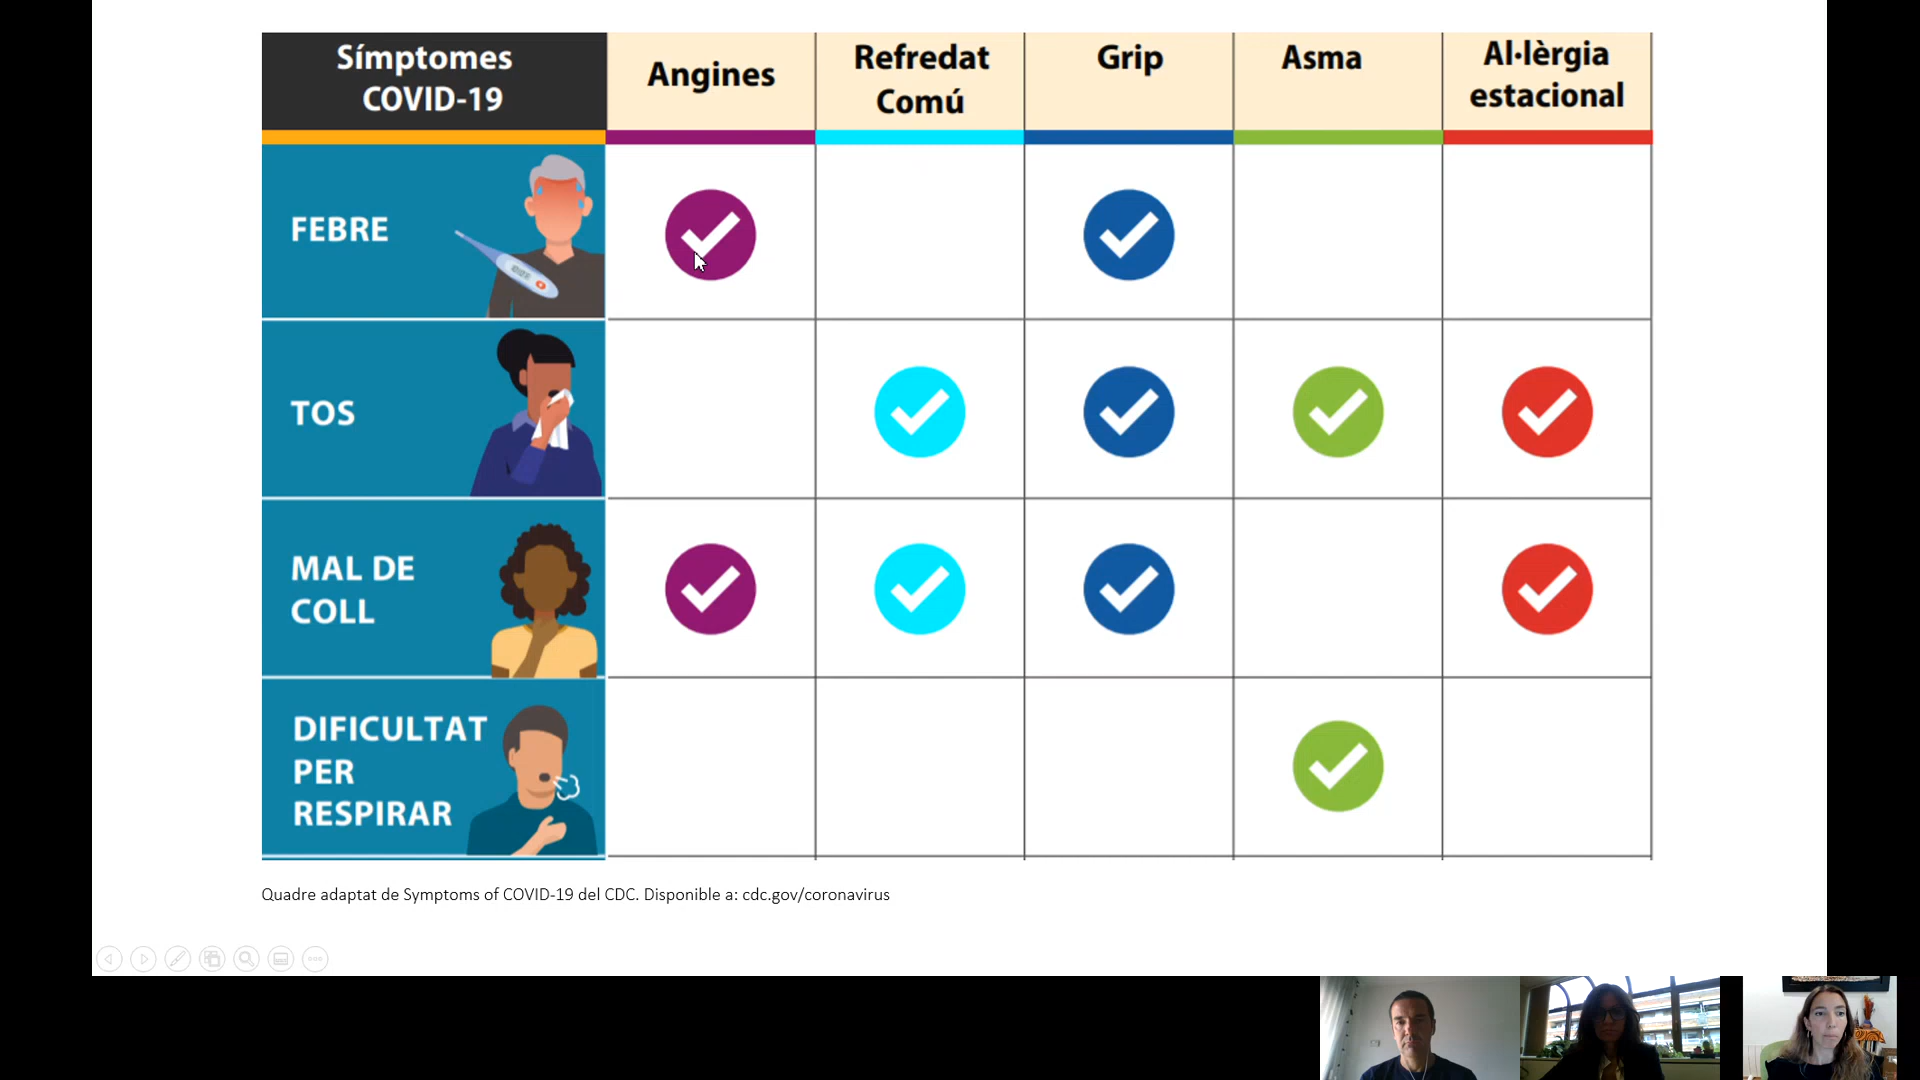 Símptomes
COVID-19
Angines
Refredat
Comú
Grip
Asma
Al·lèrgia
estacional
FEBRE
TOS
MAL DE
COLL
DIFICULTAT
PER
RESPIRAR
Quadre adaptat de Symptoms of COVID-19 del CDC. Disponible a: cdc.gov/coronavirus